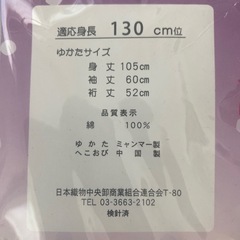 適応身長 130 cm位
ゆかたサイズ
身丈 105cm
袖丈 60cm
裄丈 52cm
品質表示
綿 100%
ゆかた ミャンマー製
へこおび 中国製
日本織物中央卸商業組合連合会T-80
TEL 03-3663-2102
検針済